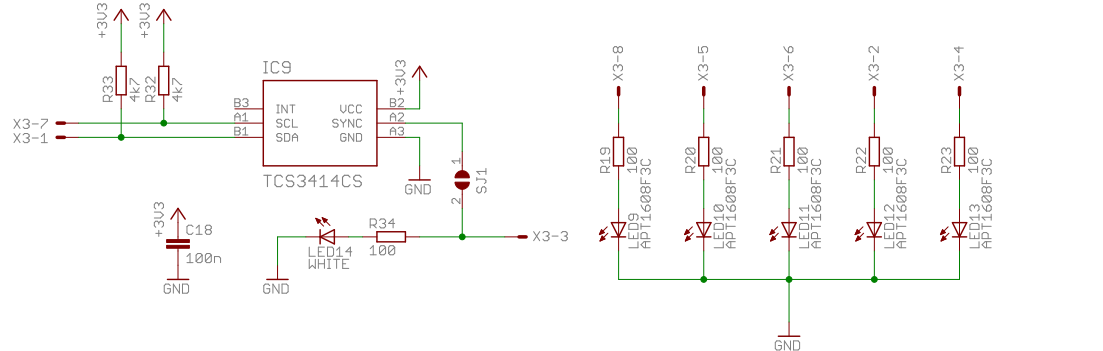 +3V3
+3V3
R33
4k7
R32
4k7
IC9
B3
INT
A1
SCL
B1
SDA
VCC
B2
SYNC
A2
GND
A3
TCS3414CS
+3V3
GND
X3-7
X3-1
1
SJ1
2
+3V3
C18
100n
GND
GND
LED14
WHITE
R34
100
X3-3
X3-8
X3-5
X3-6
X3-2
X3-4
R19
100
R20
100
R21
100
R22
100
R23
100
LED9
APT1608F3C
LED10
APT1608F3C
LED11
APT1608F3C
LED12
APT1608F3C
LED13
APT1608F3C
GND